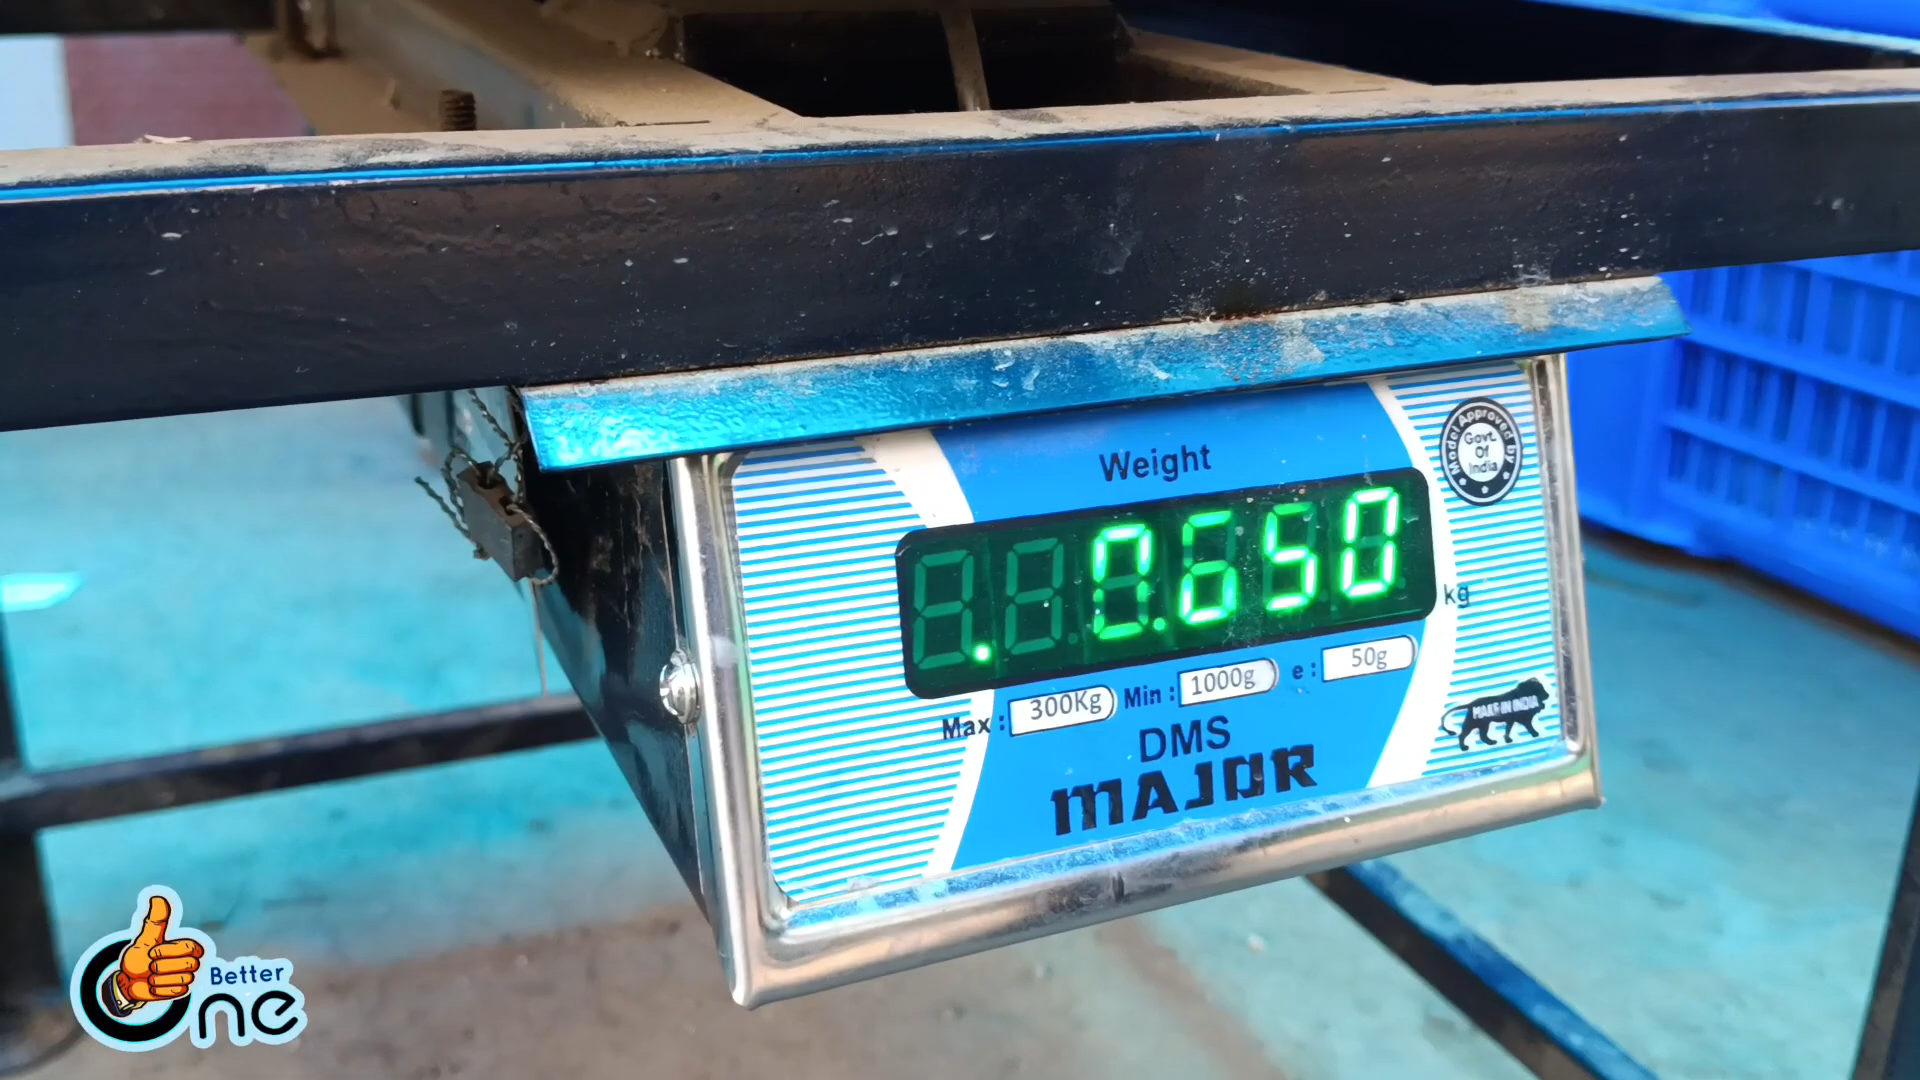 Weight
Model Approved by
Govt.
Of
India
. 0.650
kg
Max : 300Kg Min : 1000g e : 50g
DMS
MAJOR
MAKE IN INDIA
Better
One